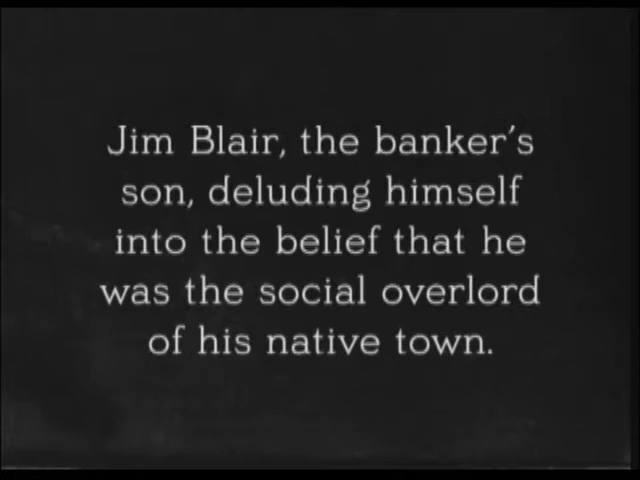 Jim Blair, the banker's
son, deluding himself
into the belief that he
was the social overlord
of his native town.